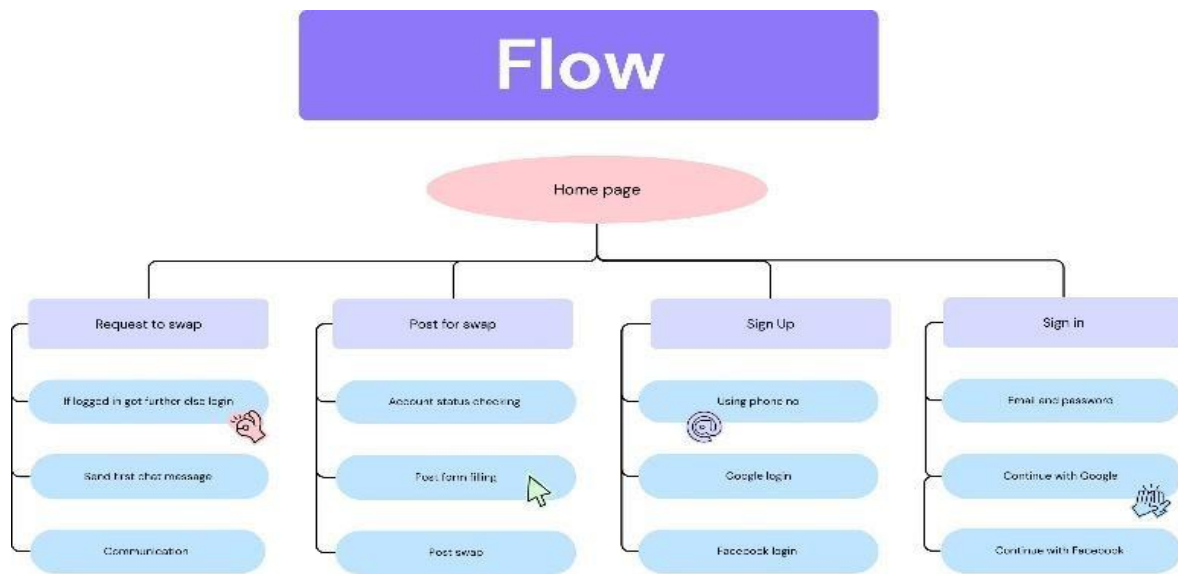 Flow
Home page
Request to swap
Post for swap
Sign Up
Sign in
If logged in got further else login
Account status checking
Using phone no
Email and password
Send first chat message
Post form filling
Google login
Continue with Google
Communication
Post swap
Facebook login
Continue with Facebook